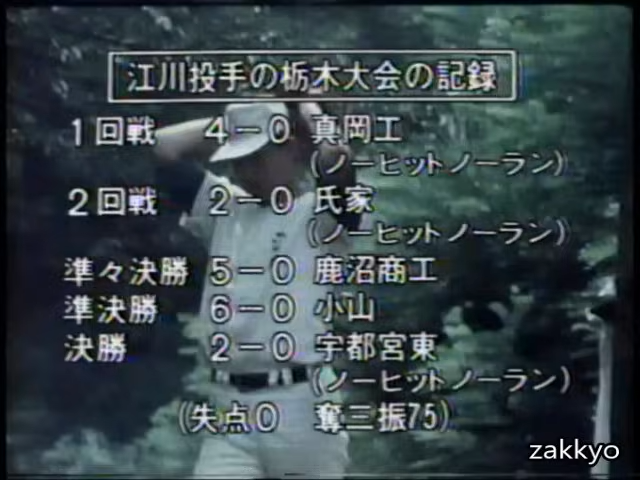 江川投手の栃木大会の記録
1回戦 4-0 真岡工
(ノーヒットノーラン)
2回戦 2-0 氏家
(ノーヒットノーラン)
準々決勝 5-0 鹿沼商工
準決勝 6-0 小山
決勝 2-0 宇都宮東
(ノーヒットノーラン)
(失点0 奪三振75)
zakkyo